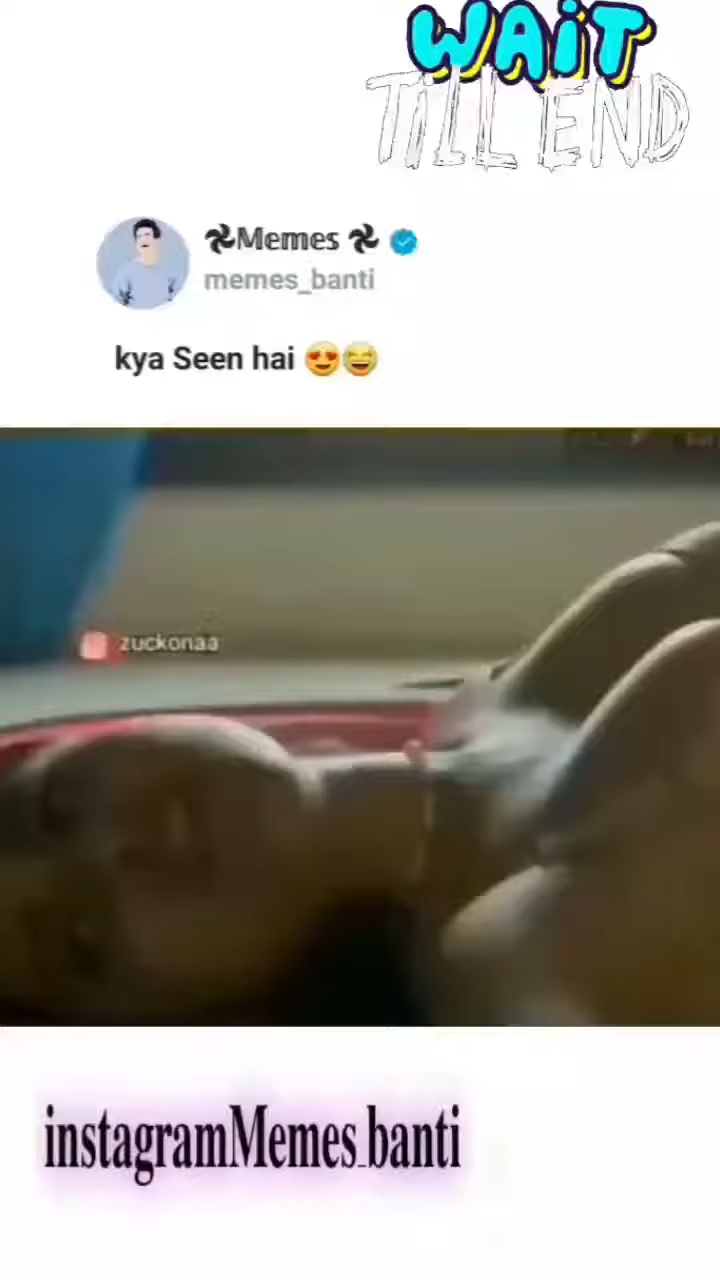 WAiT
TiLL END
Memes
memes_banti
kya Seen hai 😍😄
zuckonaa
instagramMemes_banti